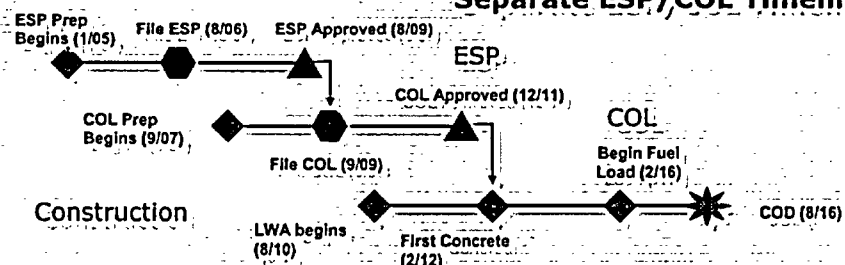 Separate ESP/COL
ESP Prep
Begins (1/05)
File ESP (8/06)
ESP Approved (8/09)
ESP
COL Prep
Begins (9/07)
COL Approved (12/11)
COL
File COL (9/09)
Begin Fuel
Load (2/16)
Construction
LWA begins
(8/10)
First Concrete
(2/12)
COD (8/16)